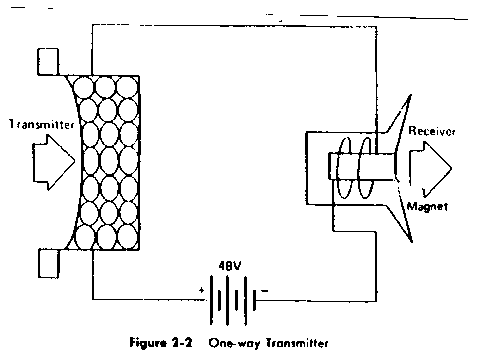 Transmitter
Receiver
Magnet
48V
+ −
Figure 2-2 One-way Transmitter